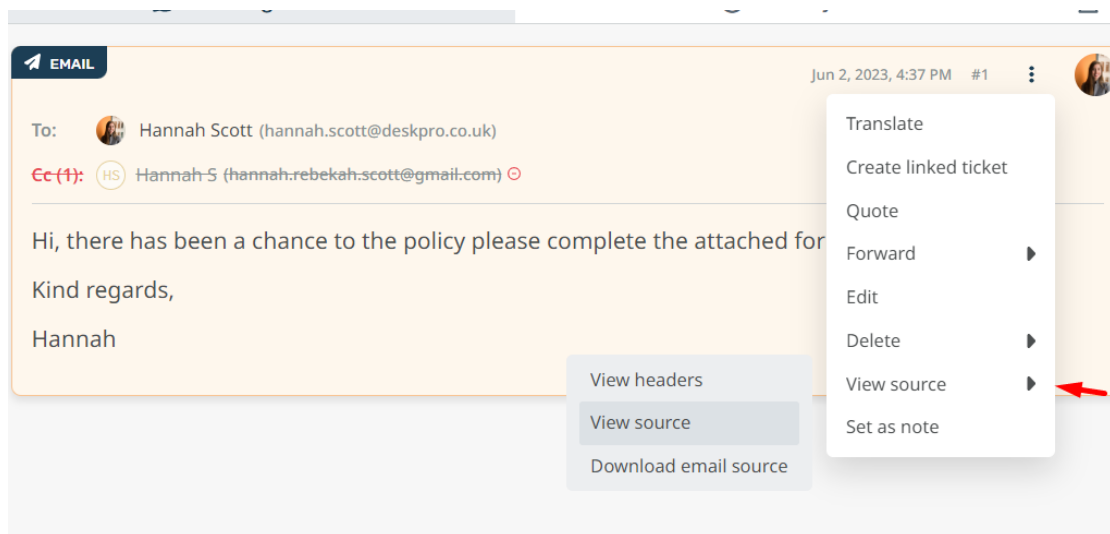 EMAIL
Jun 2, 2023, 4:37 PM #1
To: Hannah Scott (hannah.scott@deskpro.co.uk)
Cc (1): HS Hannah S (hannah.rebekah.scott@gmail.com)
Hi, there has been a chance to the policy please complete the attached for
Kind regards,
Hannah
Translate
Create linked ticket
Quote
Forward
Edit
Delete
View source
Set as note
View headers
View source
Download email source